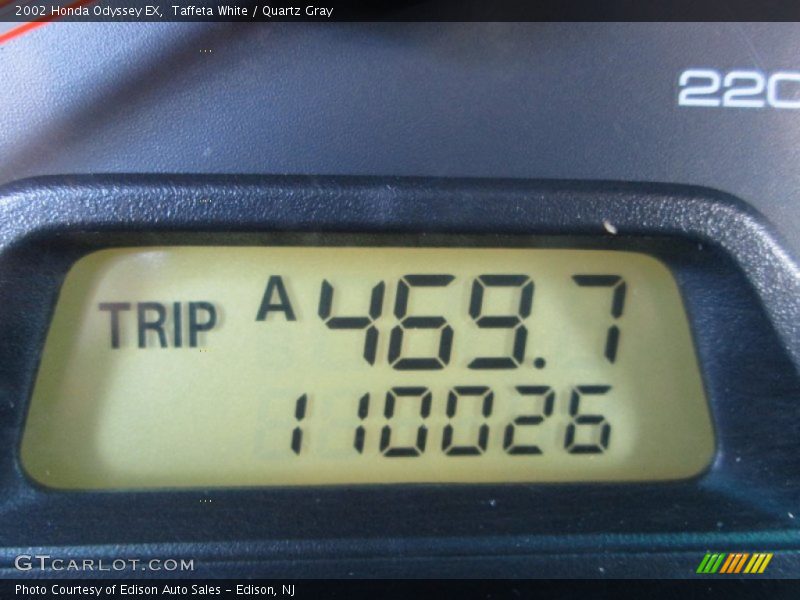 2002 Honda Odyssey EX, Taffeta White / Quartz Gray
220
TRIP A 469.7
110026
GTCARLOT.COM
Photo Courtesy of Edison Auto Sales – Edison, NJ